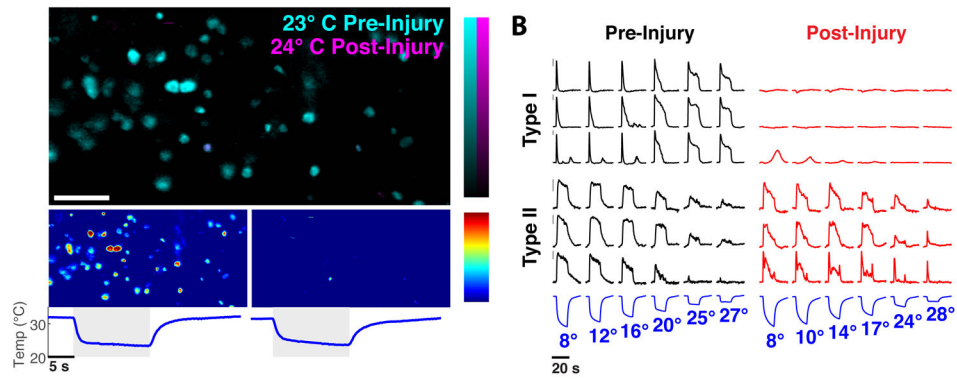 23° C Pre-Injury
24° C Post-Injury
Temp (°C)
30
20
5 s
B
Pre-Injury
Post-Injury
Type I
Type II
8°
12°
16°
20°
25°
27°
8°
10°
14°
17°
24°
28°
20 s